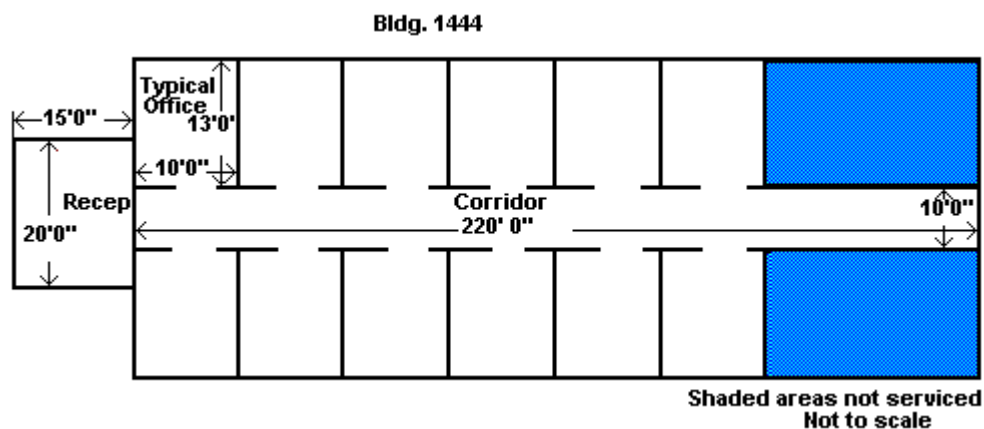 Bldg. 1444
Typical
Office
15'0"
13'0'
10'0"
Recep
Corridor
10'0"
20'0"
220' 0"
Shaded areas not serviced
Not to scale